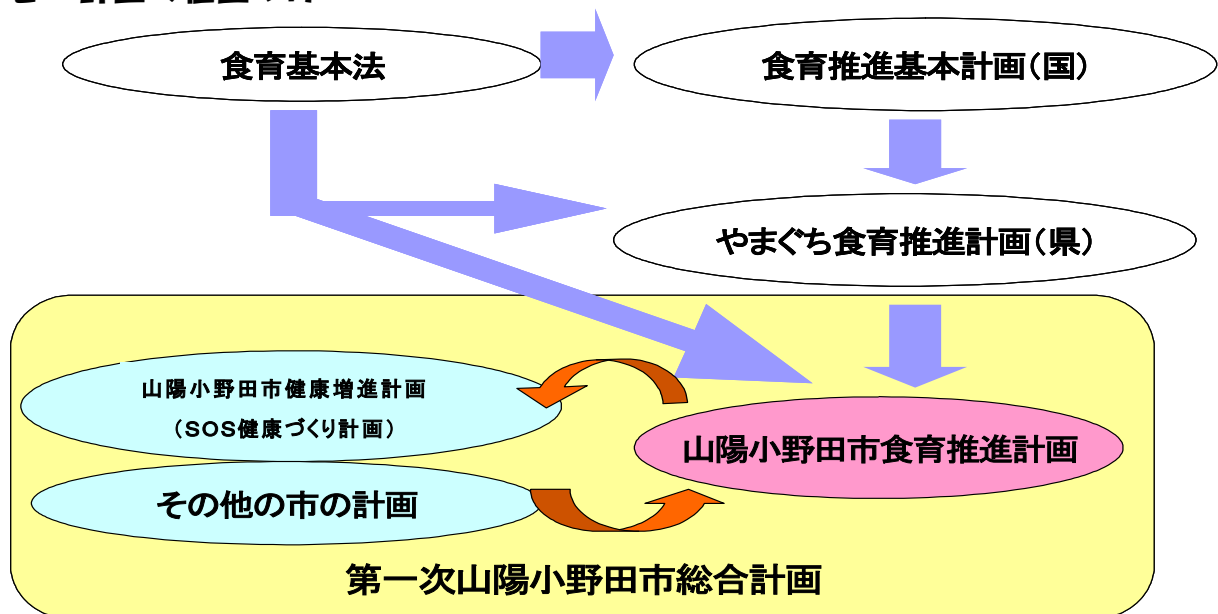 食育基本法
食育推進基本計画(国)
やまぐち食育推進計画(県)
山陽小野田市健康増進計画
(SOS健康づくり計画)
山陽小野田市食育推進計画
その他の市の計画
第一次山陽小野田市総合計画